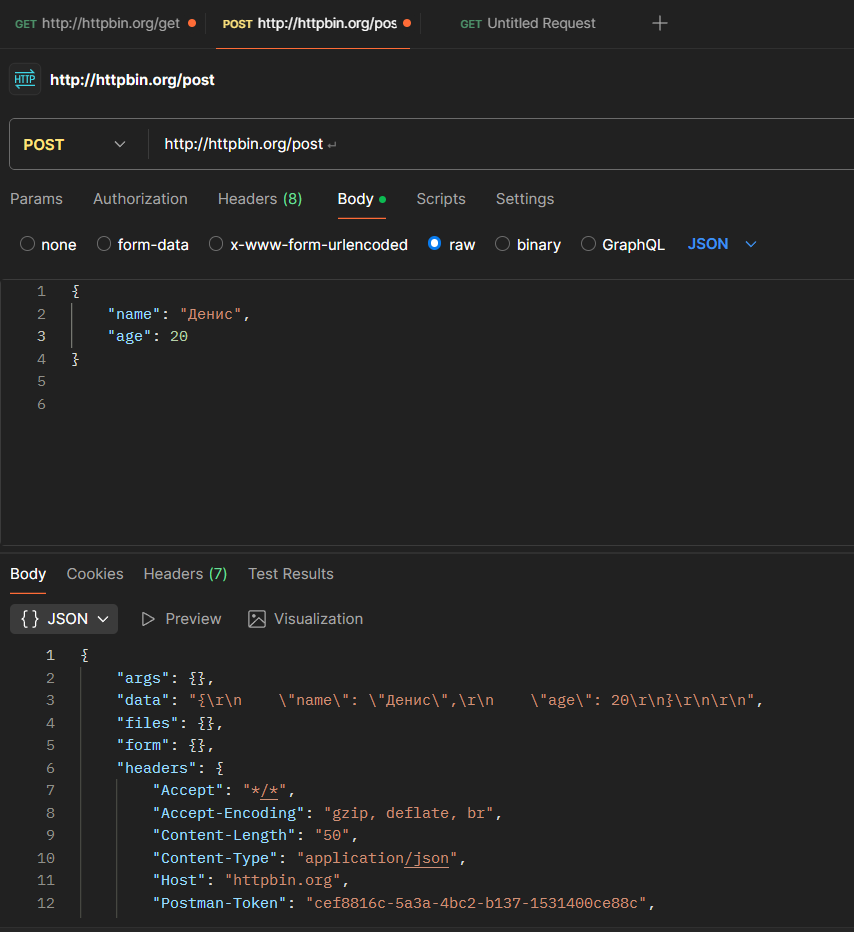 GET http://httpbin.org/get POST http://httpbin.org/pos GET Untitled Request
HTTP http://httpbin.org/post
POST http://httpbin.org/post
Params Authorization Headers (8) Body Scripts Settings
none form-data x-www-form-urlencoded raw binary GraphQL JSON
1 {
2     "name": "Денис",
3     "age": 20
4 }
5
6
Body Cookies Headers (7) Test Results
{} JSON Preview Visualization
1 {
2     "args": {},
3     "data": "{\r\n    \"name\": \"Денис\",\r\n    \"age\": 20\r\n}\r\n\r\n",
4     "files": {},
5     "form": {},
6     "headers": {
7         "Accept": "*/*",
8         "Accept-Encoding": "gzip, deflate, br",
9         "Content-Length": "50",
10         "Content-Type": "application/json",
11         "Host": "httpbin.org",
12         "Postman-Token": "cef8816c-5a3a-4bc2-b137-1531400ce88c",